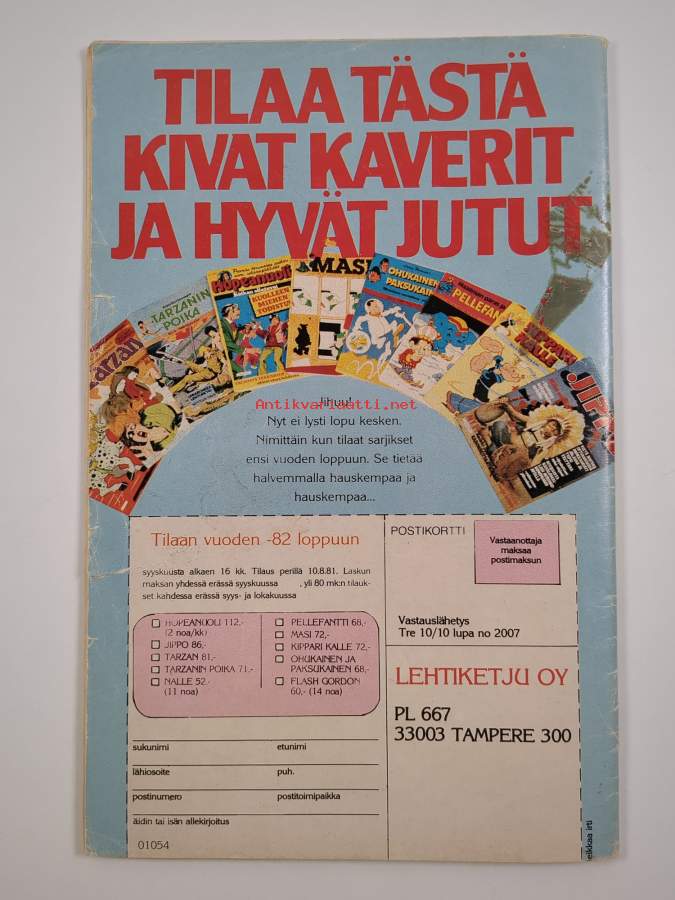 TILAA TÄSTÄ
KIVAT KAVERIT
JA HYVÄT JUTUT
Tarzan
TARZANIN
POIKA
Hopeanuoli
KUOLLEEN
MIEHEN
TODISTUS
MASI
OHUKAINEN
PAKSUKAINEN
PELLEFANTTI
Jihuu!
Antikvariaatti.net
Nyt ei lysti lopu kesken.
Nimittäin kun tilaat sarjikset
ensi vuoden loppuun. Se tietää
halvemmalla hauskempaa ja
hauskempaa...
Tilaan vuoden -82 loppuun
syyskuusta alkaen 16 kk. Tilaus perillä 10.8.81. Laskun
maksan yhdessä erässä syyskuussa , yli 80 mk:n tilauk-
set kahdessa erässä syys- ja lokakuussa
HOPEANUOLI 112,-
(2 noa/kk)
JIPPO 86,-
TARZAN 81,-
TARZANIN POIKA 71,-
NALLE 52,-
(11 noa)
PELLEFANTTI 68,-
MASI 72,-
KIPPARI KALLE 72,-
OHUKAINEN JA
PAKSUKAINEN 68,-
FLASH GORDON
60,- (14 noa)
sukunimi etunimi
lähiosoite puh.
postinumero postitoimipaikka
äidin tai isän allekirjoitus
01054
POSTIKORTTI
Vastaanottaja
maksaa
postimaksun
Vastauslähetys
Tre 10/10 lupa no 2007
LEHTIKETJU OY
PL 667
33003 TAMPERE 300
leikkaa irti